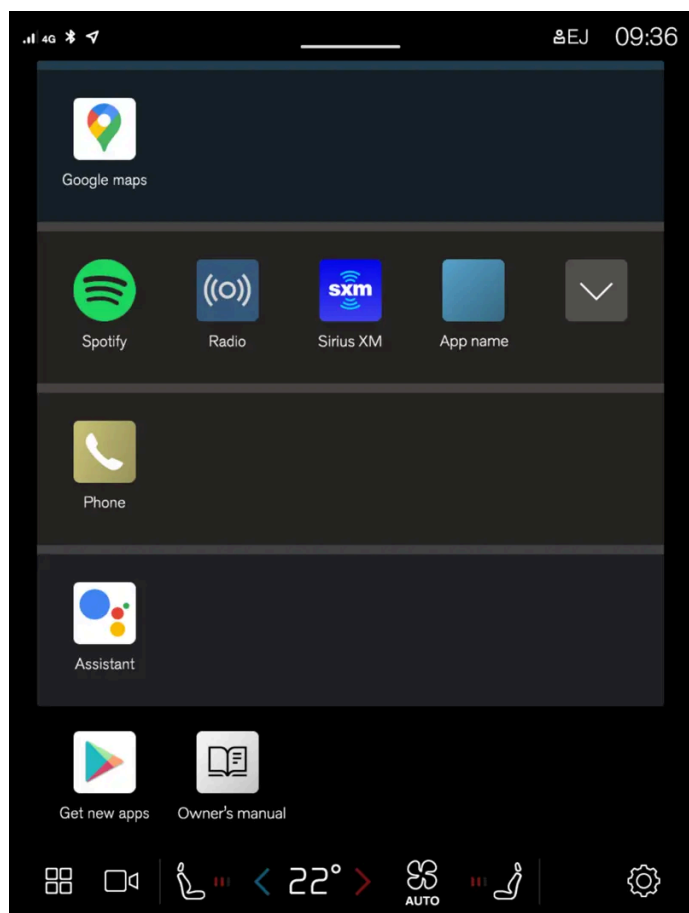 4G EJ 09:36
Google maps
sxm
Spotify Radio Sirius XM App name
Phone
Assistant
Get new apps Owner's manual
22°
AUTO